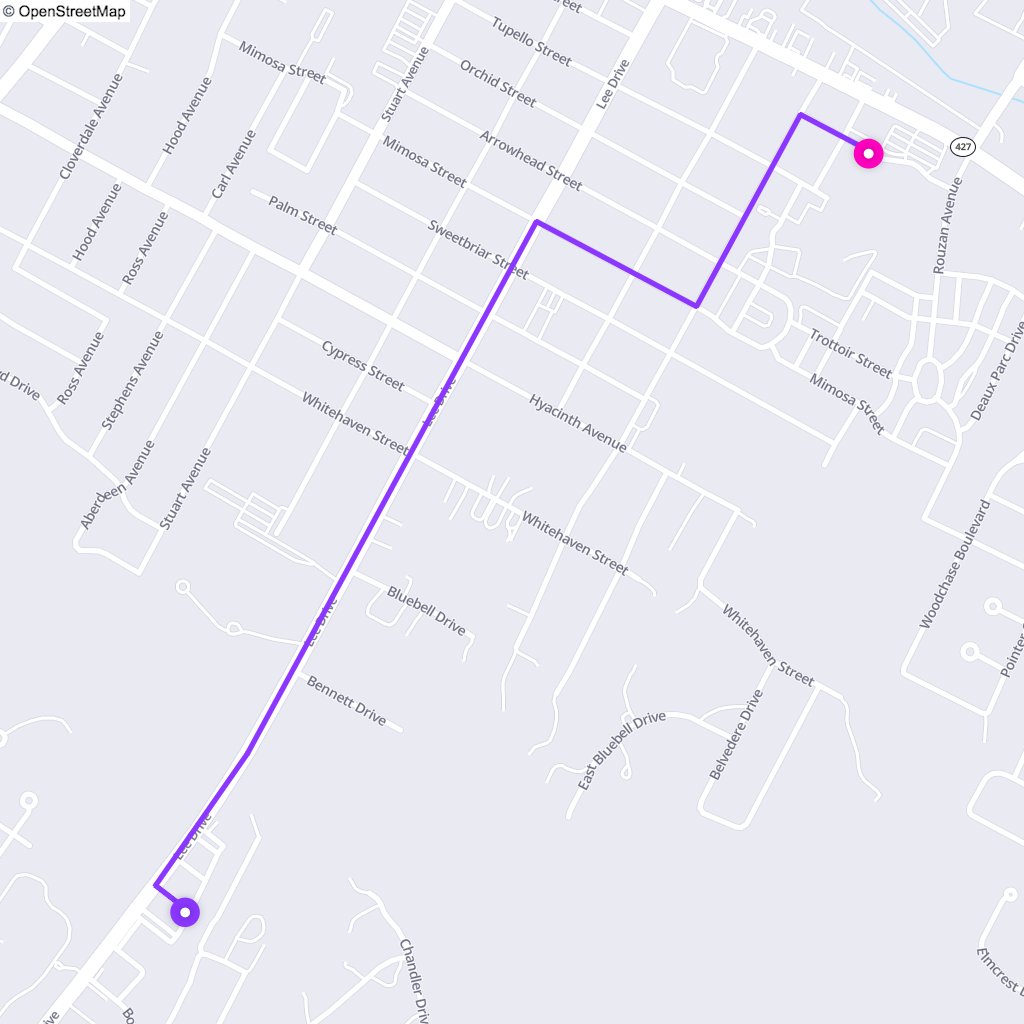 © OpenStreetMap
Tupello Street
Mimosa Street
Orchid Street
Lee Drive
Stuart Avenue
Cloverdale Avenue
Hood Avenue
Carl Avenue
Arrowhead Street
Mimosa Street
427
Hood Avenue
Ross Avenue
Palm Street
Sweetbriar Street
Rouzan Avenue
Trottoir Street
Mimosa Street
Deaux Parc Drive
Ross Avenue
Stephens Avenue
Cypress Street
Whitehaven Street
Lee Drive
Hyacinth Avenue
Drive
Aberdeen Avenue
Stuart Avenue
Whitehaven Street
Woodchase Boulevard
Bluebell Drive
Lee Drive
Whitehaven Street
Pointer
Bennett Drive
East Bluebell Drive
Belvedere Drive
Lee Drive
Chandler Driv
Elmcrest